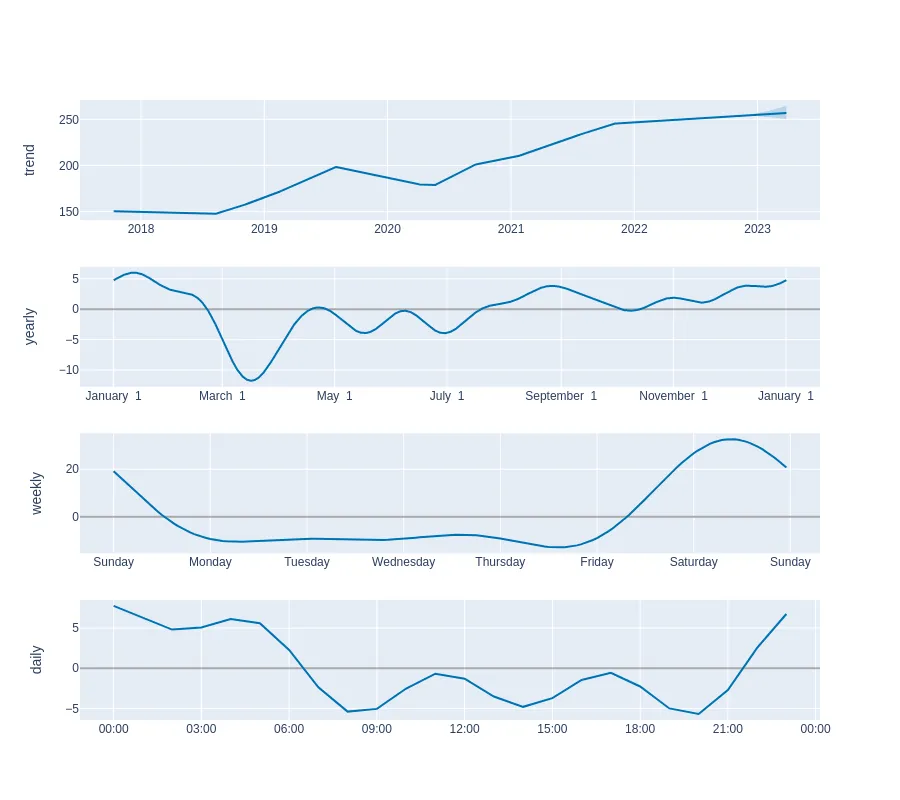 trend
250
200
150
2018 2019 2020 2021 2022 2023
yearly
5
0
−5
−10
January 1 March 1 May 1 July 1 September 1 November 1 January 1
weekly
20
0
Sunday Monday Tuesday Wednesday Thursday Friday Saturday Sunday
daily
5
0
−5
00:00 03:00 06:00 09:00 12:00 15:00 18:00 21:00 00:00